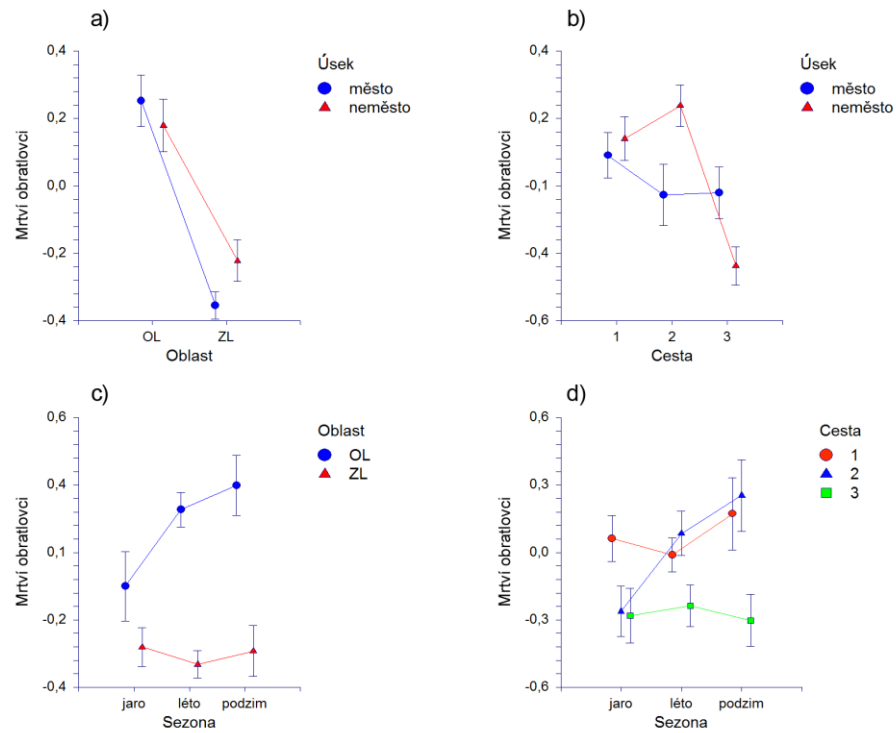 a)
Mrtví obratlovci
0,4
0,2
0,0
-0,2
-0,4
OL
ZL
Oblast
Úsek
město
neměsto
b)
Mrtví obratlovci
0,4
0,2
-0,1
-0,4
-0,6
1
2
3
Cesta
Úsek
město
neměsto
c)
Mrtví obratlovci
0,6
0,4
0,1
-0,2
-0,4
jaro
léto
podzim
Sezona
Oblast
OL
ZL
d)
Mrtví obratlovci
0,6
0,3
0,0
-0,3
-0,6
jaro
léto
podzim
Sezona
Cesta
1
2
3